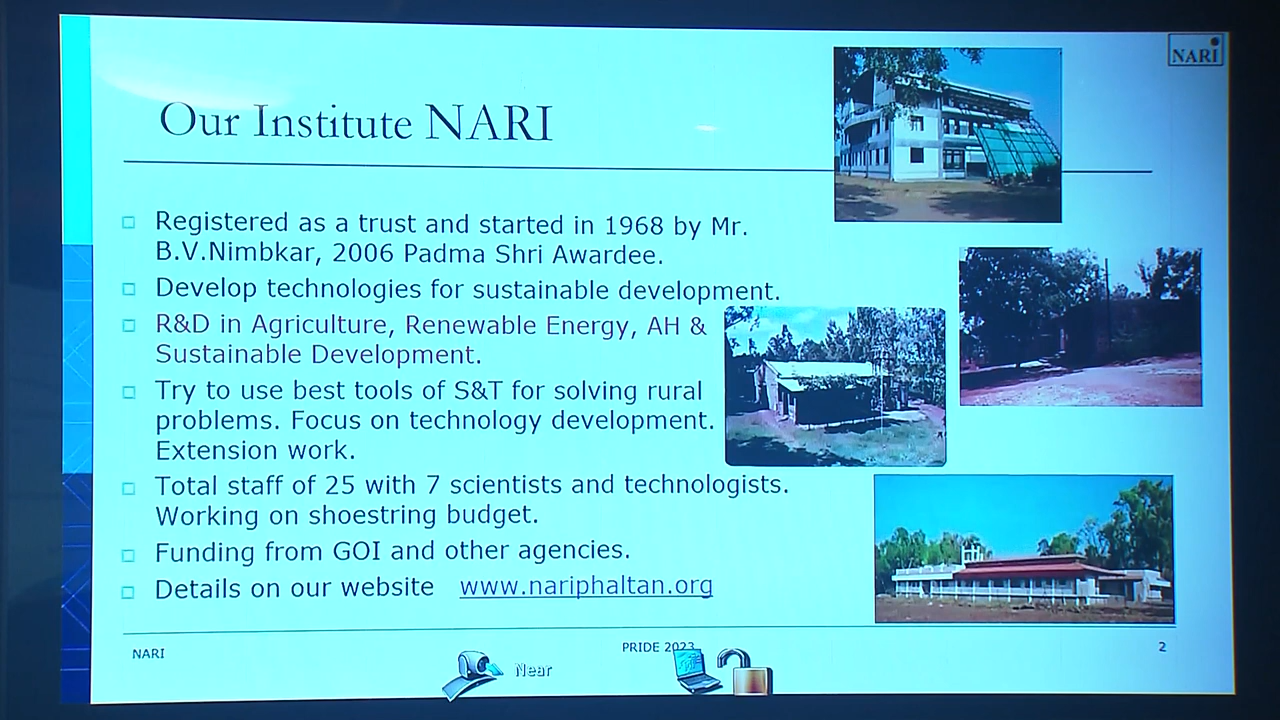 NARI
Our Institute NARI
Registered as a trust and started in 1968 by Mr.
B.V.Nimbkar, 2006 Padma Shri Awardee.
Develop technologies for sustainable development.
R&D in Agriculture, Renewable Energy, AH &
Sustainable Development.
Try to use best tools of S&T for solving rural
problems. Focus on technology development.
Extension work.
Total staff of 25 with 7 scientists and technologists.
Working on shoestring budget.
Funding from GOI and other agencies.
Details on our website www.nariphaltan.org
NARI
PRIDE 2023
2
Near